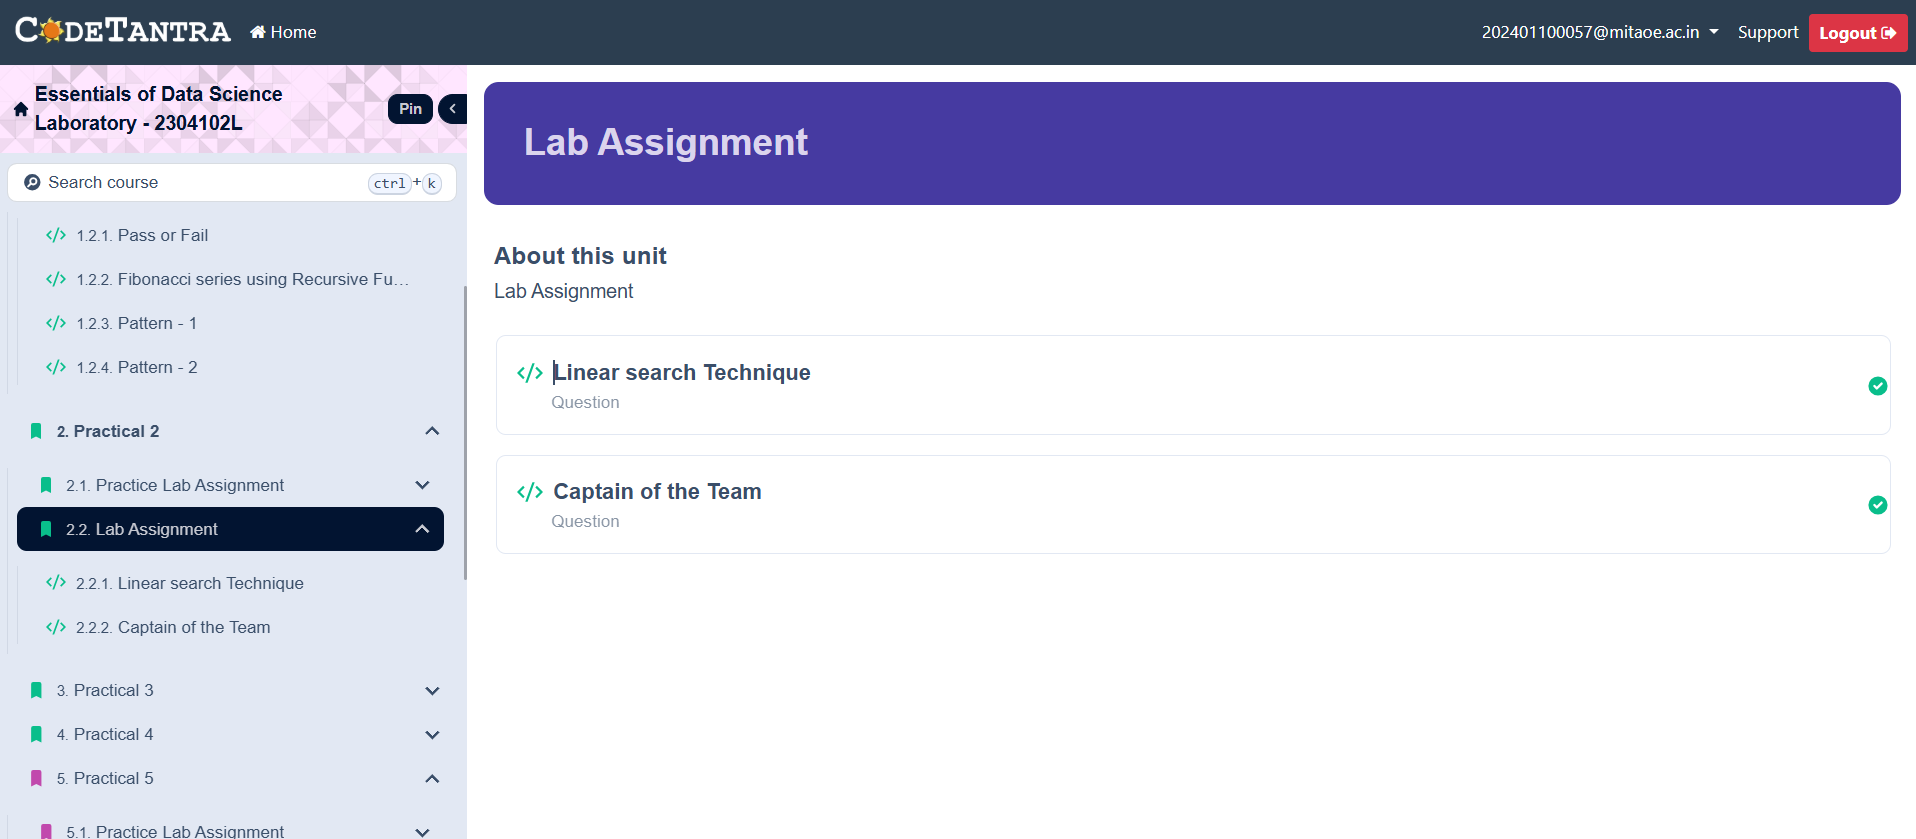 CODETANTRA Home 202401100057@mitaoe.ac.in Support Logout
Essentials of Data Science
Laboratory - 2304102L
Pin
Search course ctrl+k
1.2.1. Pass or Fail
1.2.2. Fibonacci series using Recursive Fu…
1.2.3. Pattern - 1
1.2.4. Pattern - 2
2. Practical 2
2.1. Practice Lab Assignment
2.2. Lab Assignment
2.2.1. Linear search Technique
2.2.2. Captain of the Team
3. Practical 3
4. Practical 4
5. Practical 5
5.1. Practice Lab Assignment
Lab Assignment
About this unit
Lab Assignment
Linear search Technique
Question
Captain of the Team
Question